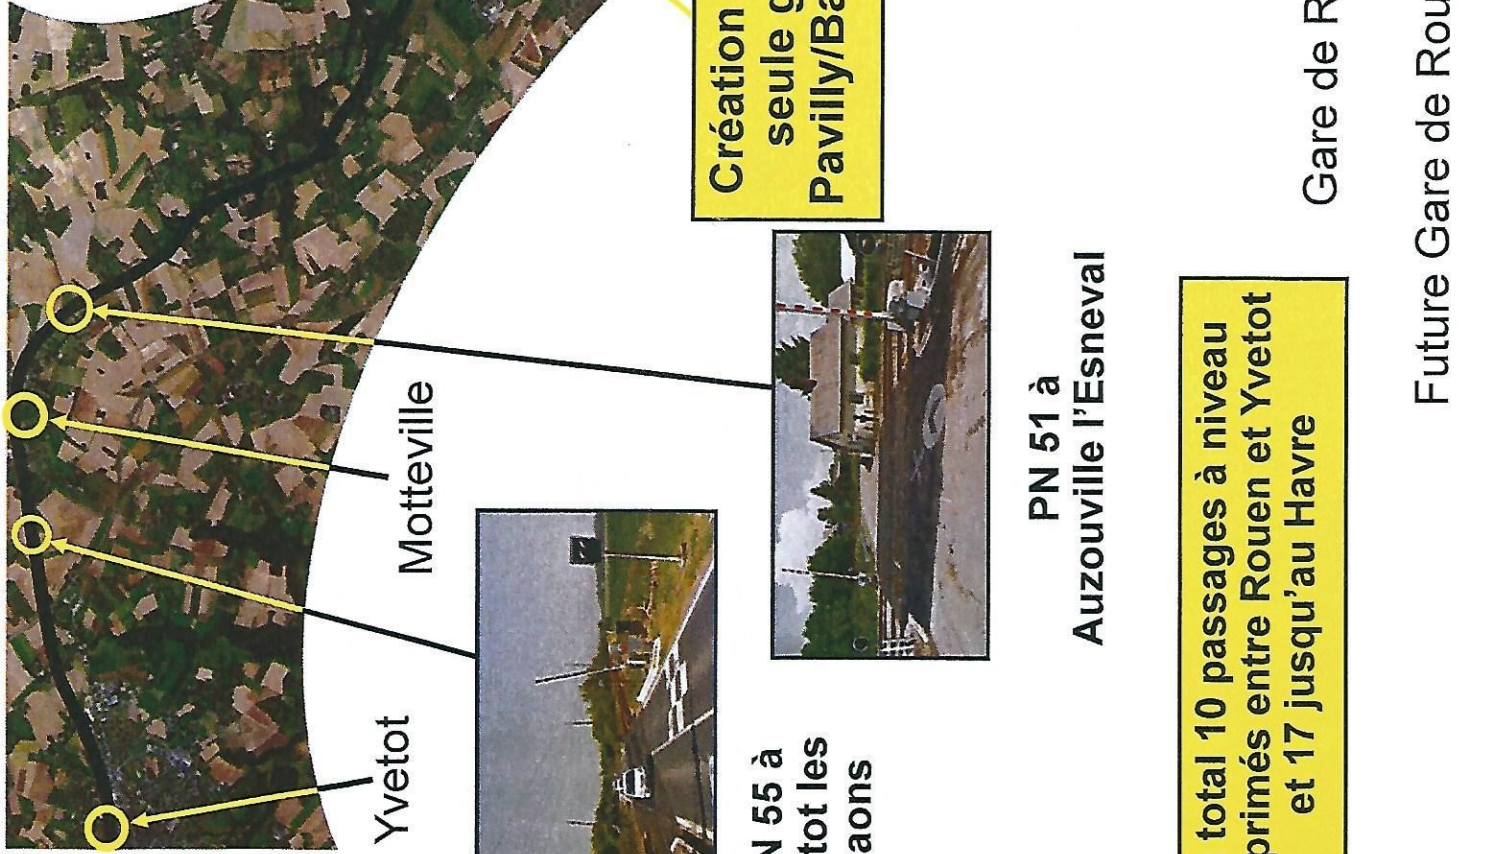 Yvetot
Motteville
N 55 à
tot les
aons
Création
seule g
Pavilly/Ba
PN 51 à
Auzouville l'Esneval
total 10 passages à niveau
primés entre Rouen et Yvetot
et 17 jusqu'au Havre
Gare de R
Future Gare de Rou